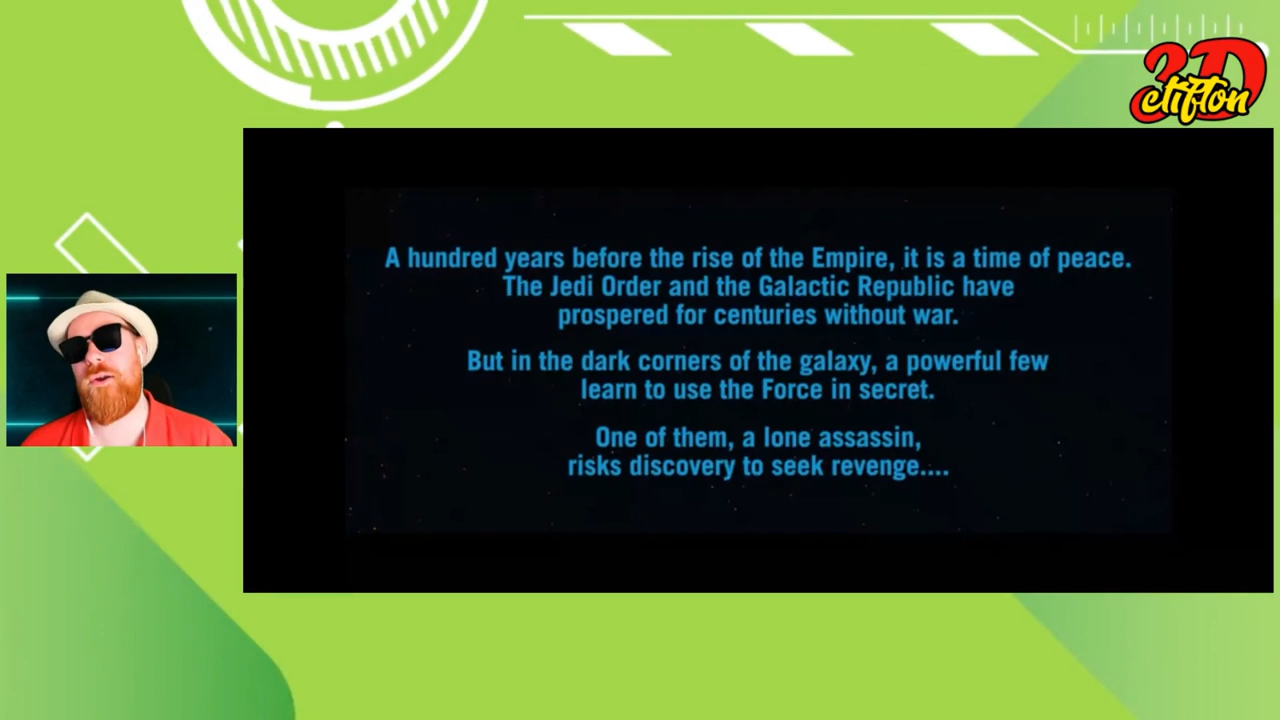 3D
clifton
A hundred years before the rise of the Empire, it is a time of peace.
The Jedi Order and the Galactic Republic have
prospered for centuries without war.
But in the dark corners of the galaxy, a powerful few
learn to use the Force in secret.
One of them, a lone assassin,
risks discovery to seek revenge....